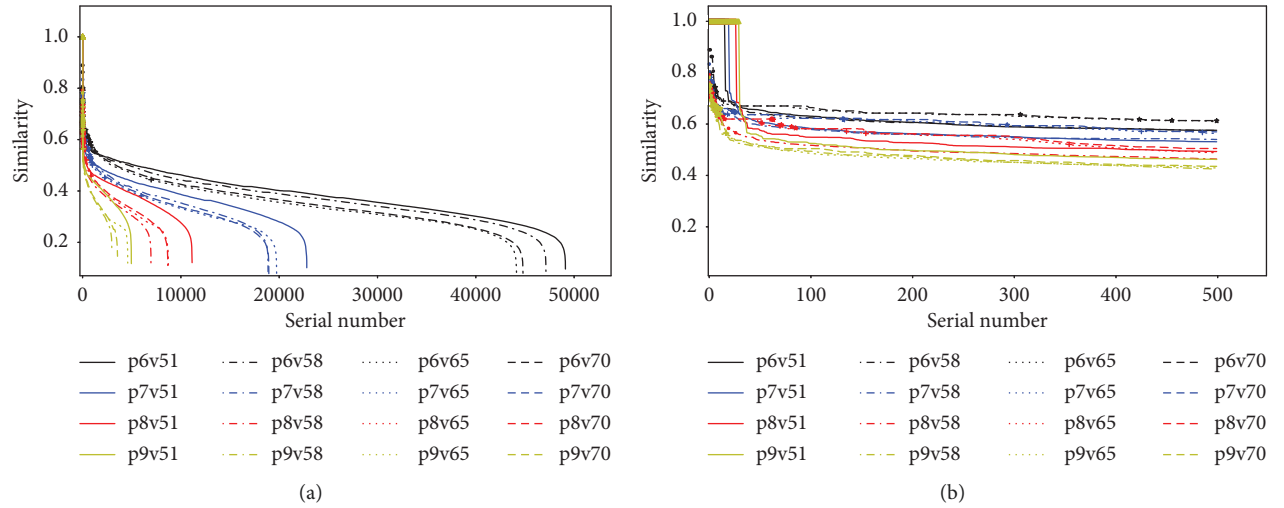 1.0
0.8
0.6
0.4
0.2
Similarity
0 10000 20000 30000 40000 50000
Serial number
p6v51 p6v58 p6v65 p6v70
p7v51 p7v58 p7v65 p7v70
p8v51 p8v58 p8v65 p8v70
p9v51 p9v58 p9v65 p9v70
(a)
1.0
0.8
0.6
0.4
0.2
Similarity
0 100 200 300 400 500
Serial number
p6v51 p6v58 p6v65 p6v70
p7v51 p7v58 p7v65 p7v70
p8v51 p8v58 p8v65 p8v70
p9v51 p9v58 p9v65 p9v70
(b)